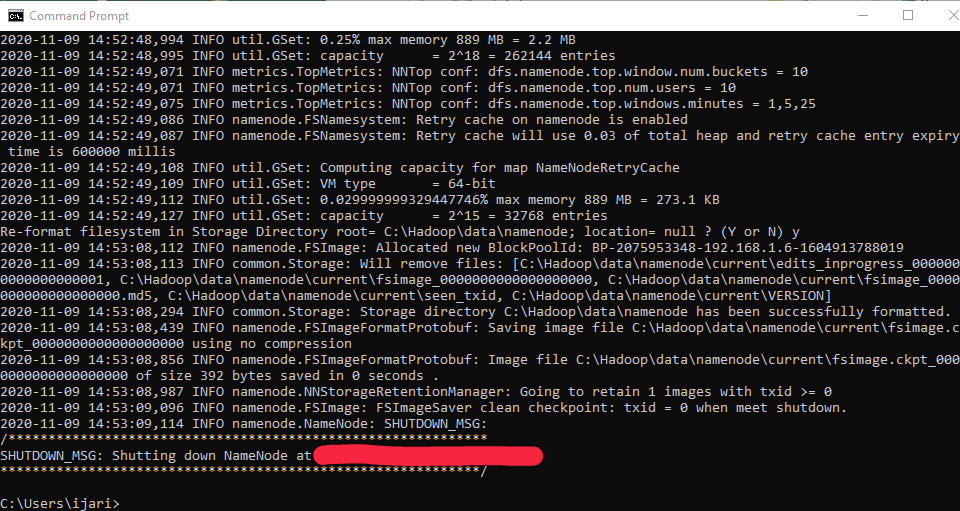 Command Prompt
2020-11-09 14:52:48,994 INFO util.GSet: 0.25% max memory 889 MB = 2.2 MB
2020-11-09 14:52:48,995 INFO util.GSet: capacity      = 2^18 = 262144 entries
2020-11-09 14:52:49,071 INFO metrics.TopMetrics: NNTop conf: dfs.namenode.top.window.num.buckets = 10
2020-11-09 14:52:49,071 INFO metrics.TopMetrics: NNTop conf: dfs.namenode.top.num.users = 10
2020-11-09 14:52:49,075 INFO metrics.TopMetrics: NNTop conf: dfs.namenode.top.windows.minutes = 1,5,25
2020-11-09 14:52:49,086 INFO namenode.FSNamesystem: Retry cache on namenode is enabled
2020-11-09 14:52:49,087 INFO namenode.FSNamesystem: Retry cache will use 0.03 of total heap and retry cache entry expiry
 time is 600000 millis
2020-11-09 14:52:49,108 INFO util.GSet: Computing capacity for map NameNodeRetryCache
2020-11-09 14:52:49,109 INFO util.GSet: VM type       = 64-bit
2020-11-09 14:52:49,112 INFO util.GSet: 0.029999999329447746% max memory 889 MB = 273.1 KB
2020-11-09 14:52:49,127 INFO util.GSet: capacity      = 2^15 = 32768 entries
Re-format filesystem in Storage Directory root= C:\Hadoop\data\namenode; location= null ? (Y or N) y
2020-11-09 14:53:08,112 INFO namenode.FSImage: Allocated new BlockPoolId: BP-2075953348-192.168.1.6-1604913788019
2020-11-09 14:53:08,113 INFO common.Storage: Will remove files: [C:\Hadoop\data\namenode\current\edits_inprogress_000000
0000000000001, C:\Hadoop\data\namenode\current\fsimage_0000000000000000000, C:\Hadoop\data\namenode\current\fsimage_0000
000000000000000.md5, C:\Hadoop\data\namenode\current\seen_txid, C:\Hadoop\data\namenode\current\VERSION]
2020-11-09 14:53:08,294 INFO common.Storage: Storage directory C:\Hadoop\data\namenode has been successfully formatted.
2020-11-09 14:53:08,439 INFO namenode.FSImageFormatProtobuf: Saving image file C:\Hadoop\data\namenode\current\fsimage.c
kpt_0000000000000000000 using no compression
2020-11-09 14:53:08,856 INFO namenode.FSImageFormatProtobuf: Image file C:\Hadoop\data\namenode\current\fsimage.ckpt_000
0000000000000000 of size 392 bytes saved in 0 seconds .
2020-11-09 14:53:08,987 INFO namenode.NNStorageRetentionManager: Going to retain 1 images with txid >= 0
2020-11-09 14:53:09,096 INFO namenode.FSImage: FSImageSaver clean checkpoint: txid = 0 when meet shutdown.
2020-11-09 14:53:09,114 INFO namenode.NameNode: SHUTDOWN_MSG:
/************************************************************
SHUTDOWN_MSG: Shutting down NameNode at
************************************************************/
C:\Users\ijari>